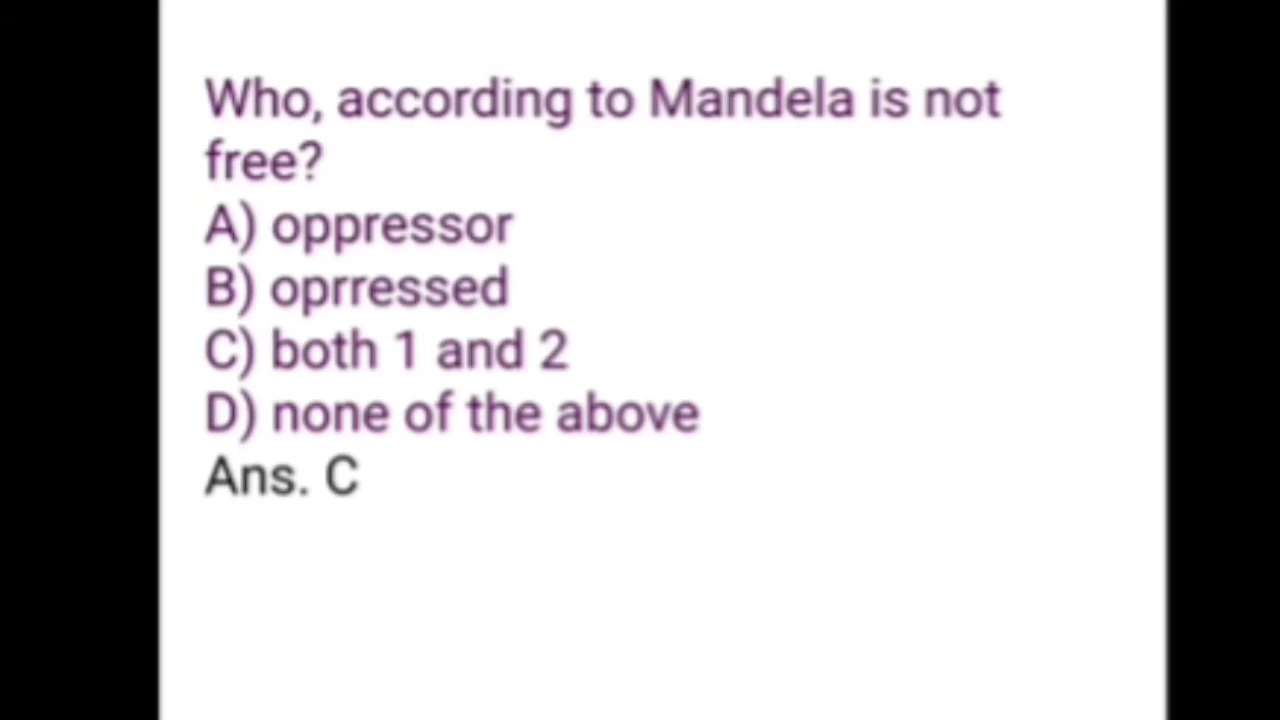 Who, according to Mandela is not
free?
A) oppressor
B) oprressed
C) both 1 and 2
D) none of the above
Ans. C